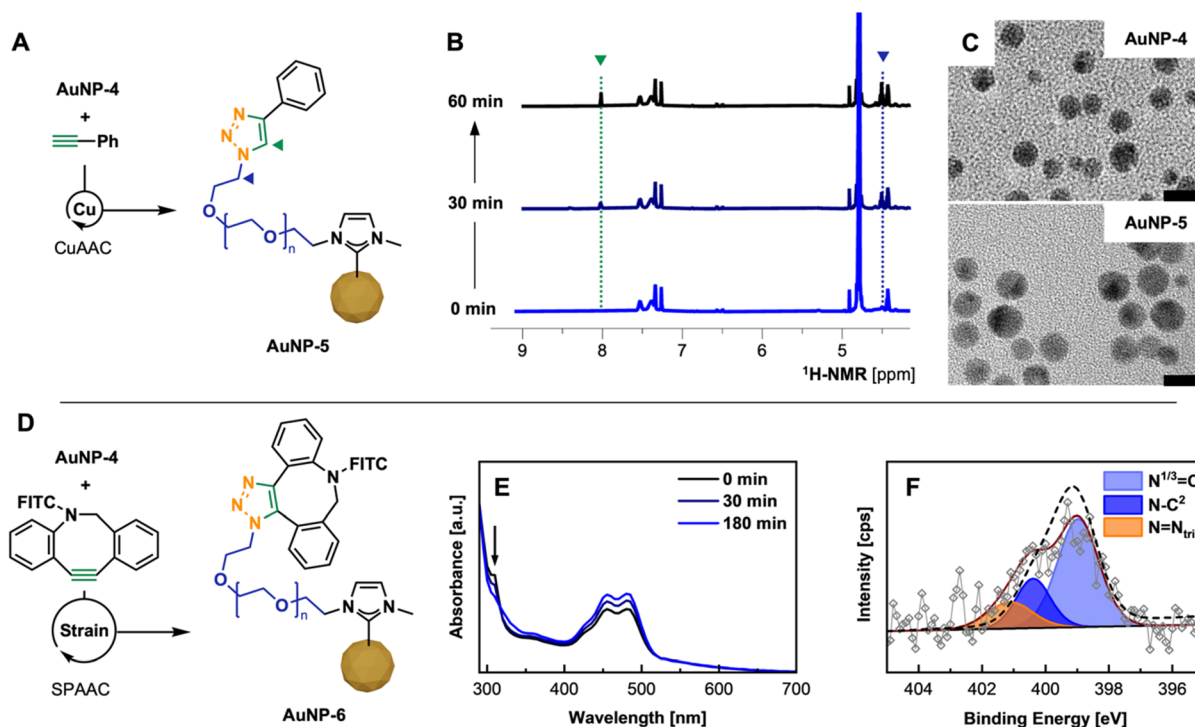 A
AuNP-4
+
Ph
Cu
CuAAC
N
N
N
O
O
n
N
N
AuNP-5
B
60 min
30 min
0 min
9
8
7
6
5
¹H-NMR [ppm]
C
AuNP-4
AuNP-5
D
AuNP-4
+
FITC
N
Strain
SPAAC
FITC
N
N
N
N
O
O
n
N
N
AuNP-6
E
0 min
30 min
180 min
Absorbance [a.u.]
300
400
500
600
700
Wavelength [nm]
F
N¹/³=C
N-C²
N=N tri
Intensity [cps]
404
402
400
398
396
Binding Energy [eV]